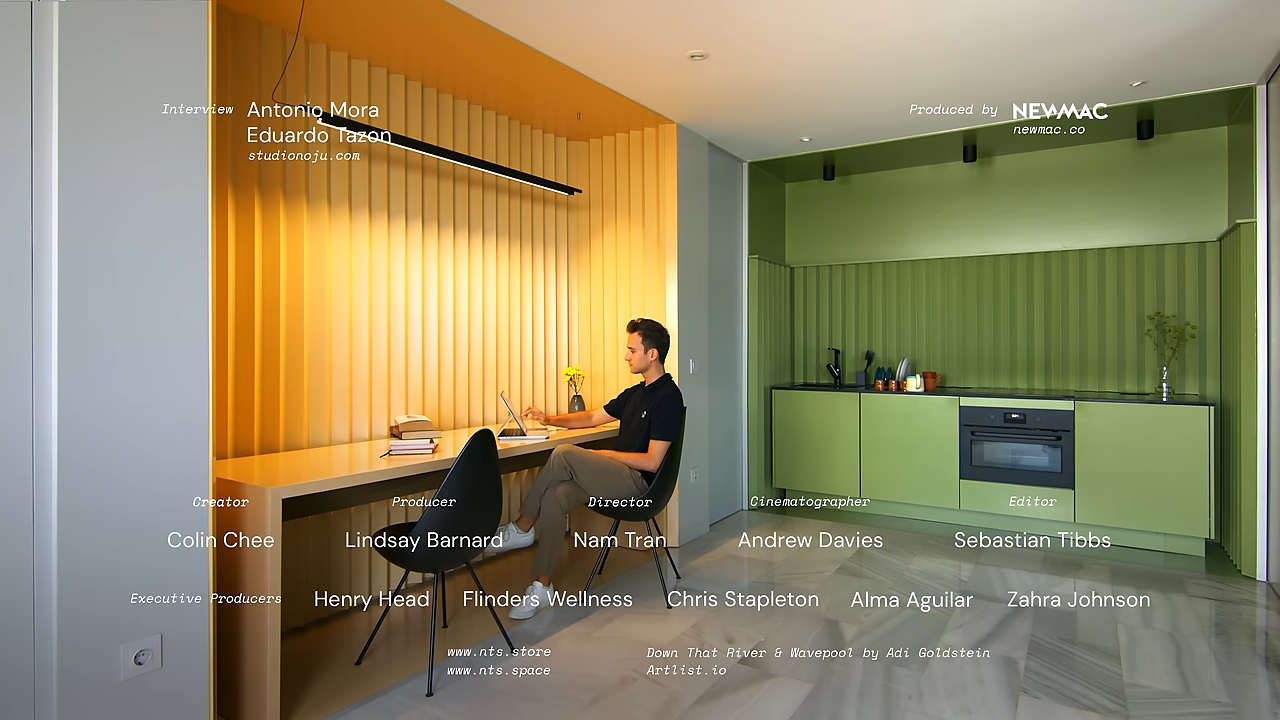 Interview Antonio Mora
Eduardo Tazon
studionoju.com
Produced by NEWMAC
newmac.co
Creator Producer Director Cinematographer Editor
Colin Chee Lindsay Barnard Nam Tran Andrew Davies Sebastian Tibbs
Executive Producers Henry Head Flinders Wellness Chris Stapleton Alma Aguilar Zahra Johnson
www.nts.store
www.nts.space
Down That River & Wavepool by Adi Goldstein
Artlist.io